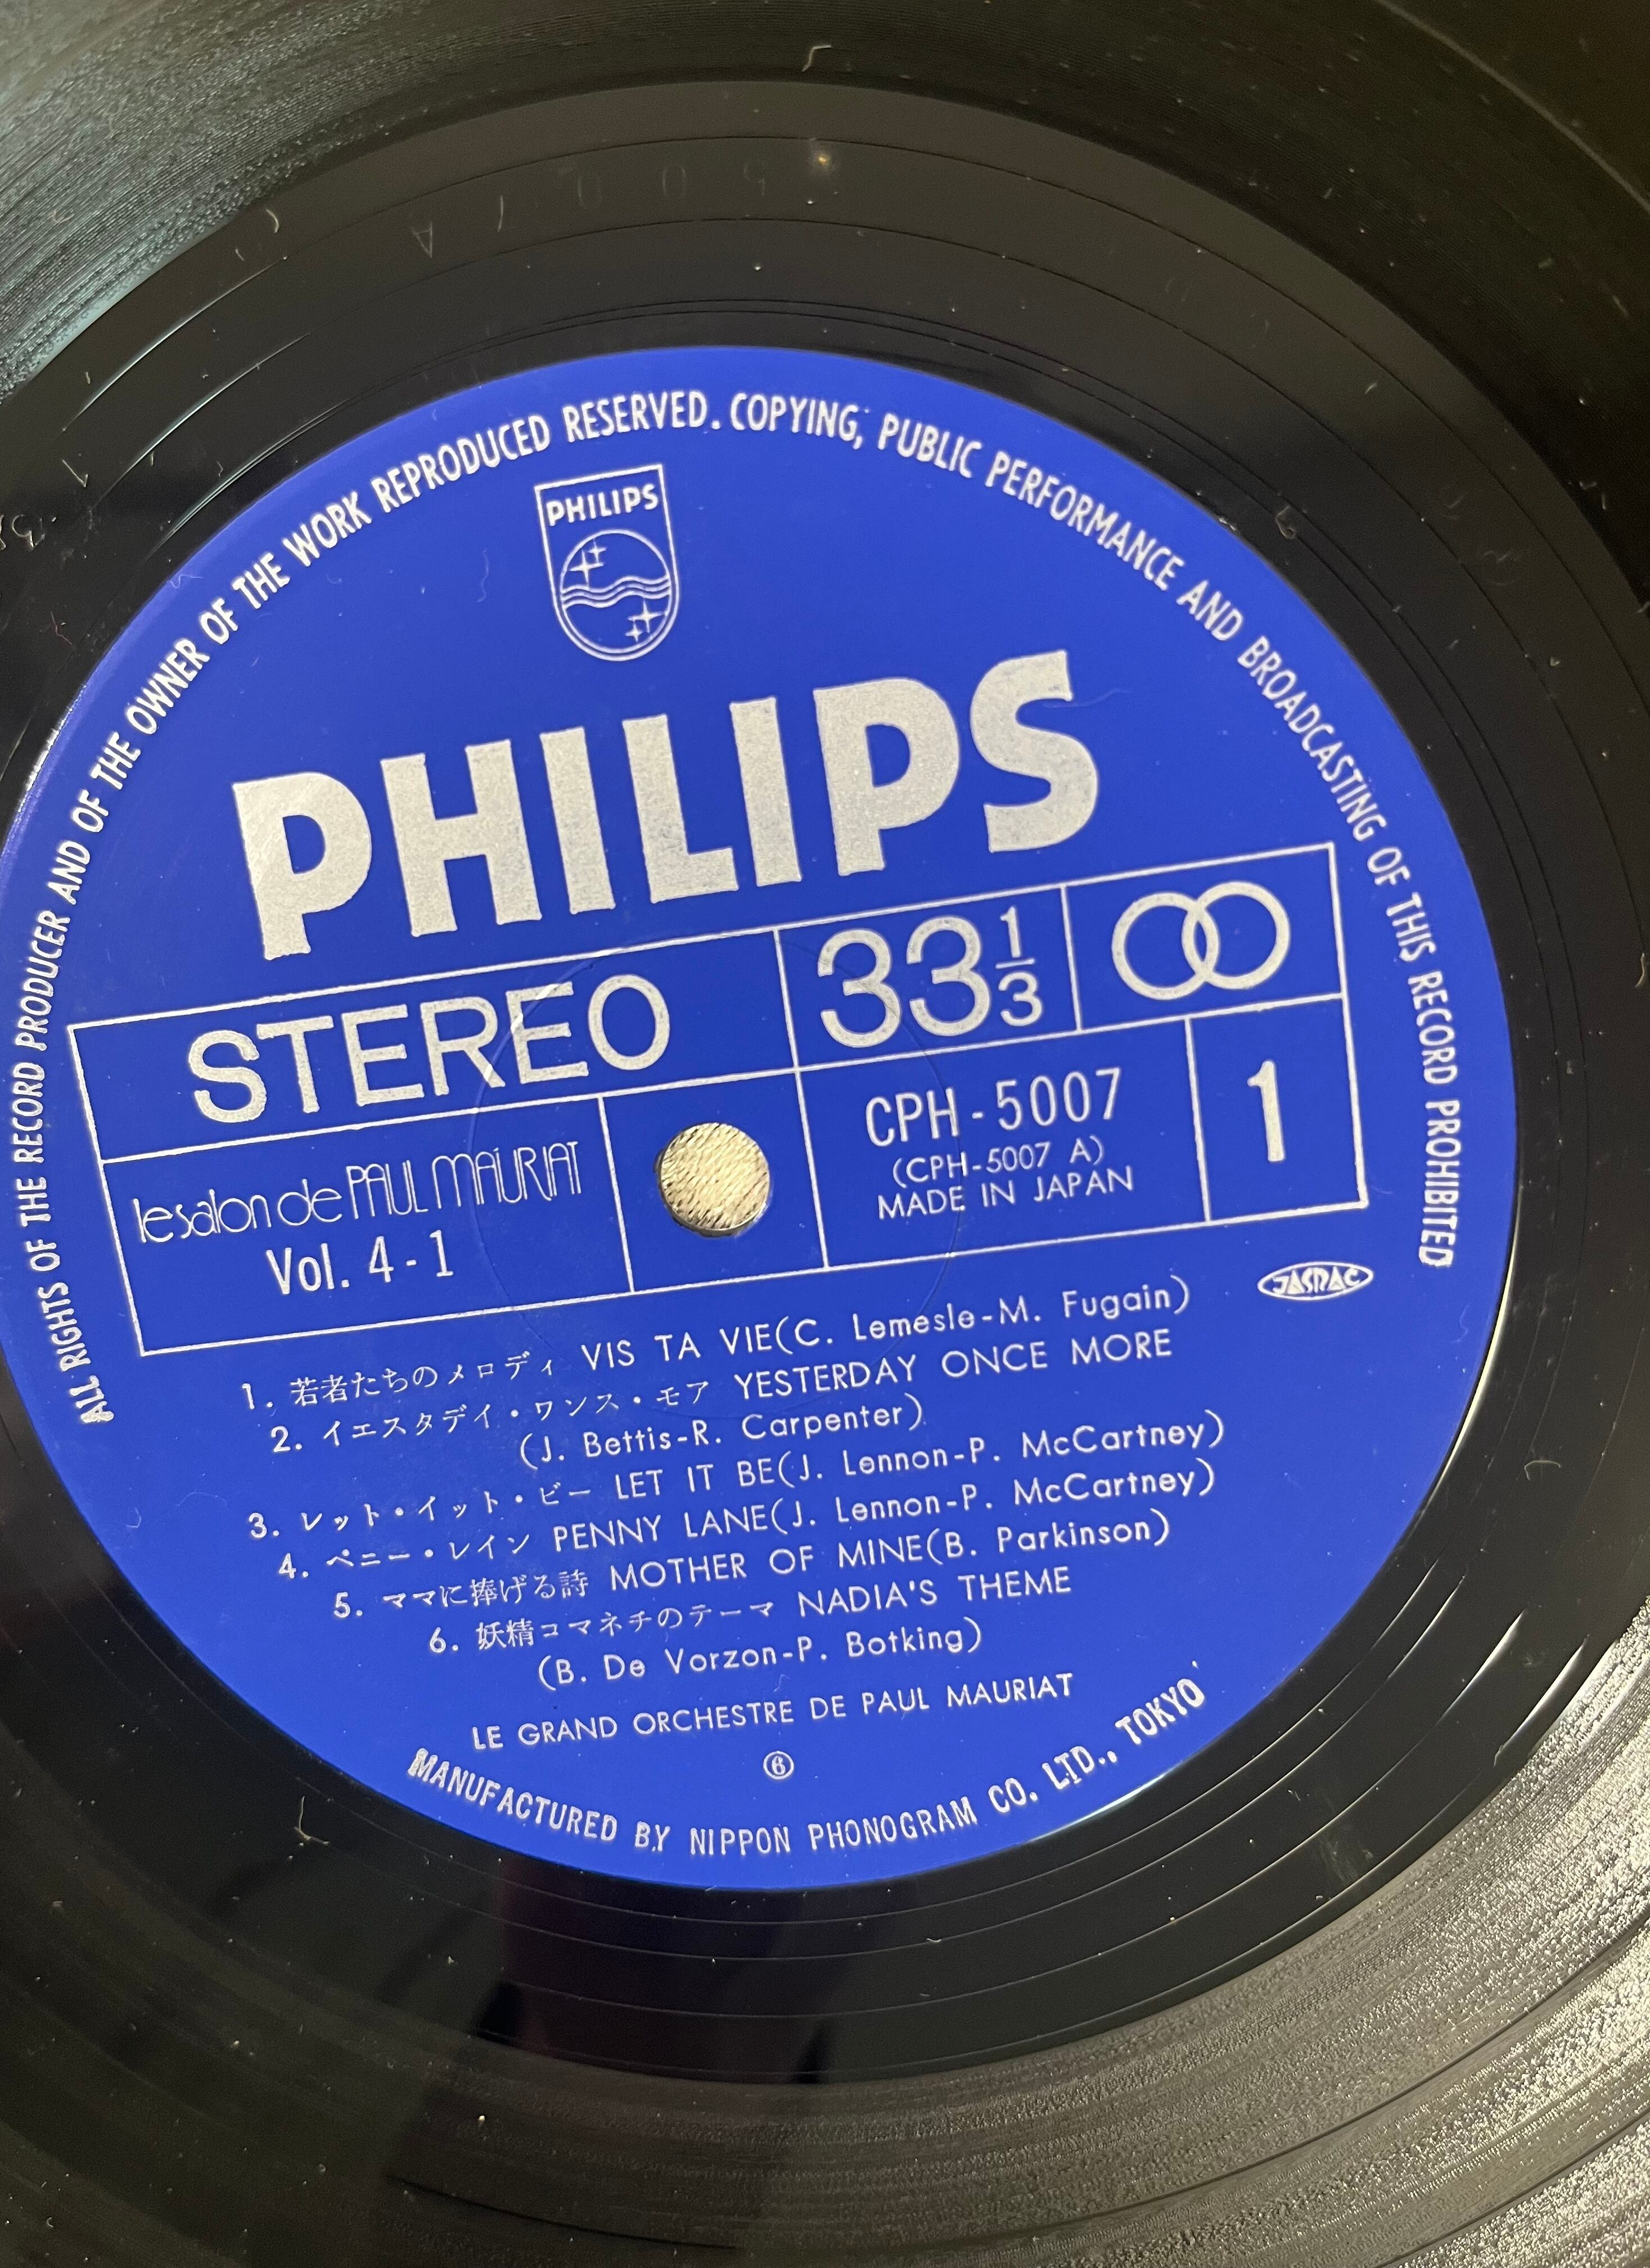 ALL RIGHTS OF THE RECORD PRODUCER AND OF THE OWNER OF THE WORK REPRODUCED RESERVED. COPYING, PUBLIC PERFORMANCE AND BROADCASTING OF THIS RECORD PROHIBITED
PHILIPS
PHILIPS
STEREO
33 1/3
le salon de PAUL MAURIAT
Vol. 4-1
CPH-5007
(CPH-5007 A)
MADE IN JAPAN
1
JASRAC
1. 若者たちのメロディ VIS TA VIE(C. Lemesle-M. Fugain)
2. イエスタデイ・ワンス・モア YESTERDAY ONCE MORE
(J. Bettis-R. Carpenter)
3. レット・イット・ビー LET IT BE(J. Lennon-P. McCartney)
4. ペニー・レイン PENNY LANE(J. Lennon-P. McCartney)
5. ママに捧げる詩 MOTHER OF MINE(B. Parkinson)
6. 妖精コマネチのテーマ NADIA'S THEME
(B. De Vorzon-P. Botking)
LE GRAND ORCHESTRE DE PAUL MAURIAT
⑥
MANUFACTURED BY NIPPON PHONOGRAM CO. LTD., TOKYO